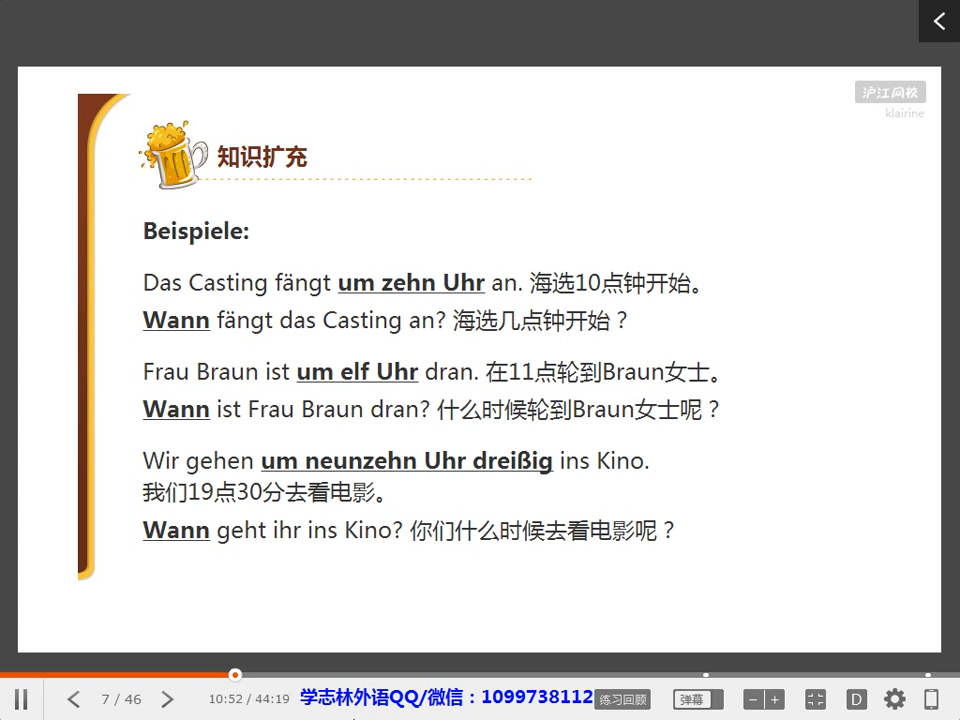 沪江网校
klairine
知识扩充
Beispiele:
Das Casting fängt um zehn Uhr an. 海选10点钟开始。
Wann fängt das Casting an? 海选几点钟开始？
Frau Braun ist um elf Uhr dran. 在11点轮到Braun女士。
Wann ist Frau Braun dran? 什么时候轮到Braun女士呢？
Wir gehen um neunzehn Uhr dreißig ins Kino.
我们19点30分去看电影。
Wann geht ihr ins Kino? 你们什么时候去看电影呢？
7 / 46 10:52 / 44:19 学志林外语QQ/微信：1099738112 练习回顾 弹幕 D